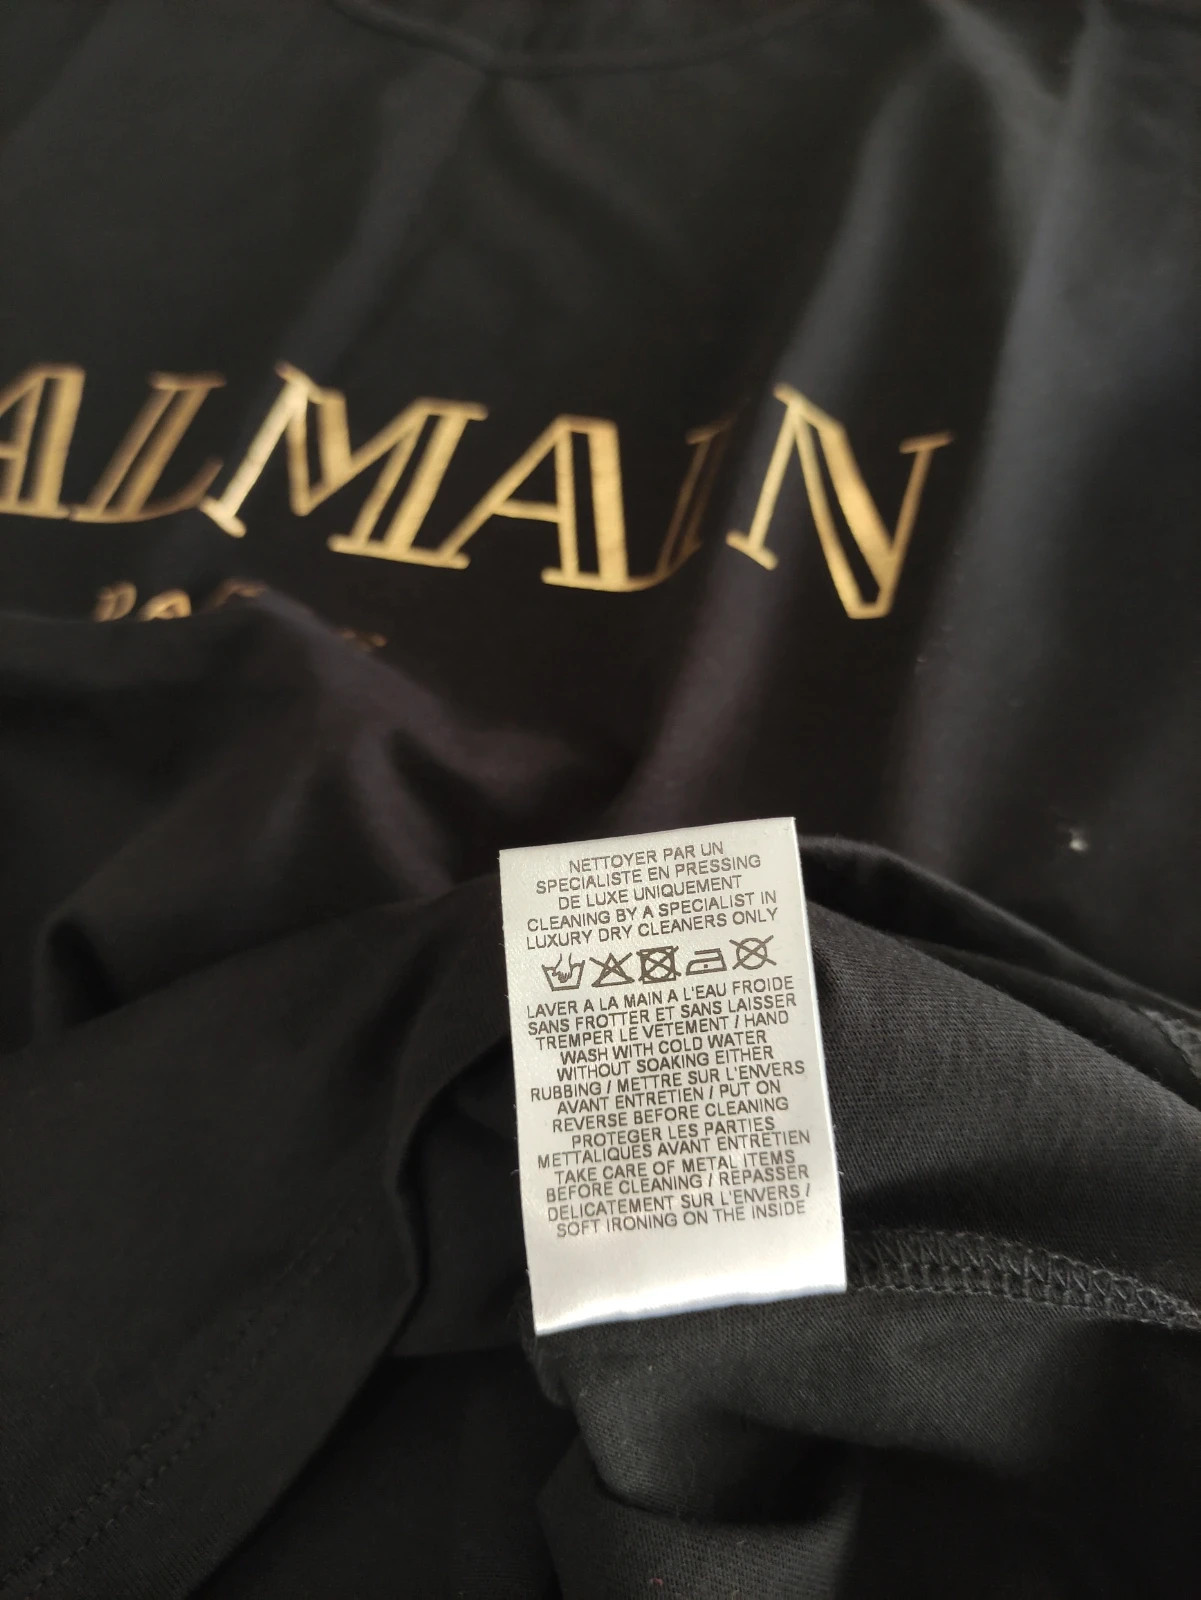 ALMAIN
NETTOYER PAR UN
SPECIALISTE EN PRESSING
DE LUXE UNIQUEMENT
CLEANING BY A SPECIALIST IN
LUXURY DRY CLEANERS ONLY
LAVER A LA MAIN A L'EAU FROIDE
SANS FROTTER ET SANS LAISSER
TREMPER LE VETEMENT / HAND
WASH WITH COLD WATER
WITHOUT SOAKING EITHER
RUBBING / METTRE SUR L'ENVERS
AVANT ENTRETIEN / PUT ON
REVERSE BEFORE CLEANING
PROTEGER LES PARTIES
METTALIQUES AVANT ENTRETIEN
TAKE CARE OF METAL ITEMS
BEFORE CLEANING / REPASSER
DELICATEMENT SUR L'ENVERS /
SOFT IRONING ON THE INSIDE